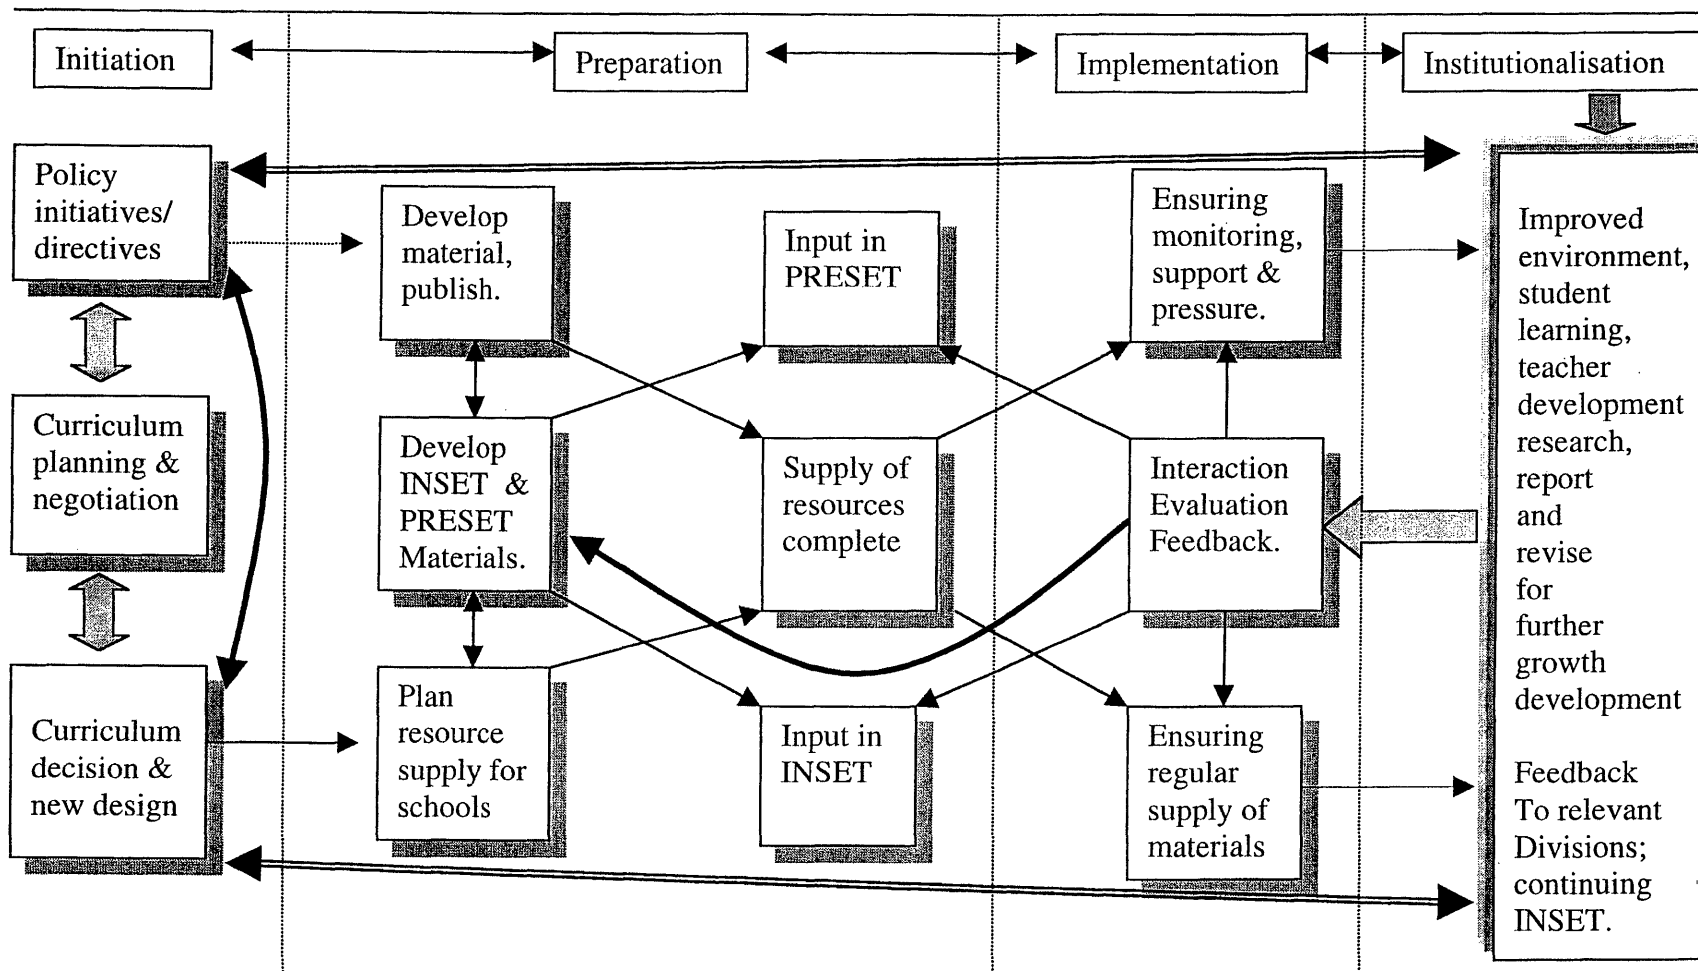 Initiation
Preparation
Implementation
Institutionalisation
Policy
initiatives/
directives
Curriculum
planning &
negotiation
Curriculum
decision &
new design
Develop
material,
publish.
Develop
INSET &
PRESET
Materials.
Plan
resource
supply for
schools
Input in
PRESET
Supply of
resources
complete
Input in
INSET
Ensuring
monitoring,
support &
pressure.
Interaction
Evaluation
Feedback.
Ensuring
regular
supply of
materials
Improved
environment,
student
learning,
teacher
development
research,
report
and
revise
for
further
growth
development
Feedback
To relevant
Divisions;
continuing
INSET.